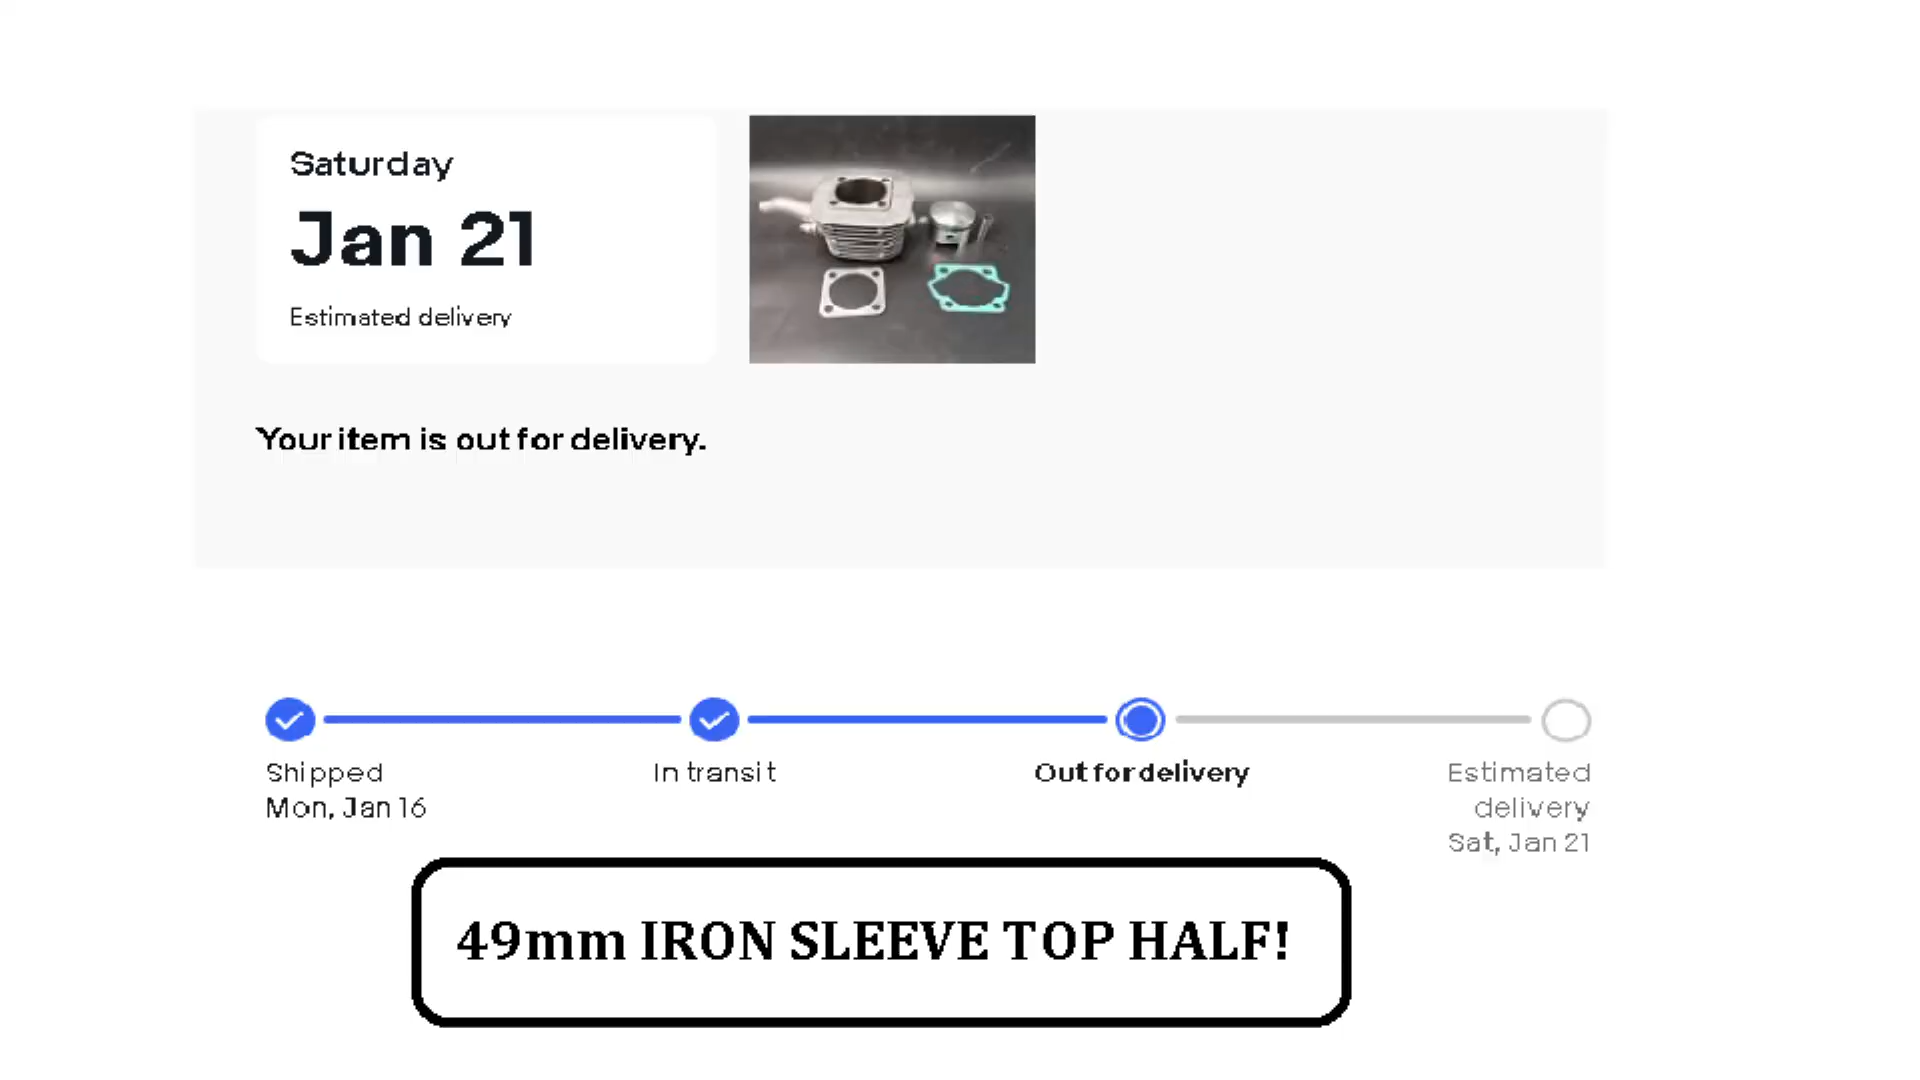 Saturday
Jan 21
Estimated delivery
Your item is out for delivery.
Shipped
Mon, Jan 16
In transit
Out for delivery
Estimated
delivery
Sat, Jan 21
49mm IRON SLEEVE TOP HALF!